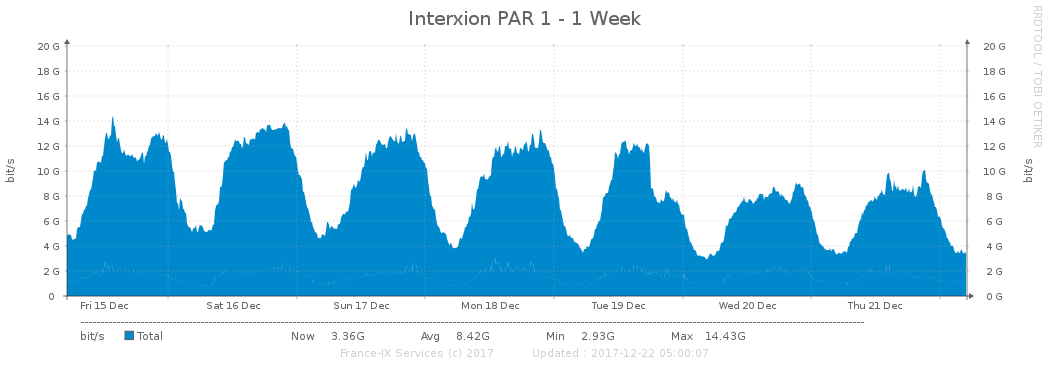 Interxion PAR 1 - 1 Week
RRDTOOL / TOBI OETIKER
bit/s
20 G
18 G
16 G
14 G
12 G
10 G
8 G
6 G
4 G
2 G
0
20 G
18 G
16 G
14 G
12 G
10 G
8 G
6 G
4 G
2 G
0 G
bit/s
Fri 15 Dec Sat 16 Dec Sun 17 Dec Mon 18 Dec Tue 19 Dec Wed 20 Dec Thu 21 Dec
bit/s Total Now 3.36G Avg 8.42G Min 2.93G Max 14.43G
France-IX Services (c) 2017 Updated : 2017-12-22 05:00:07